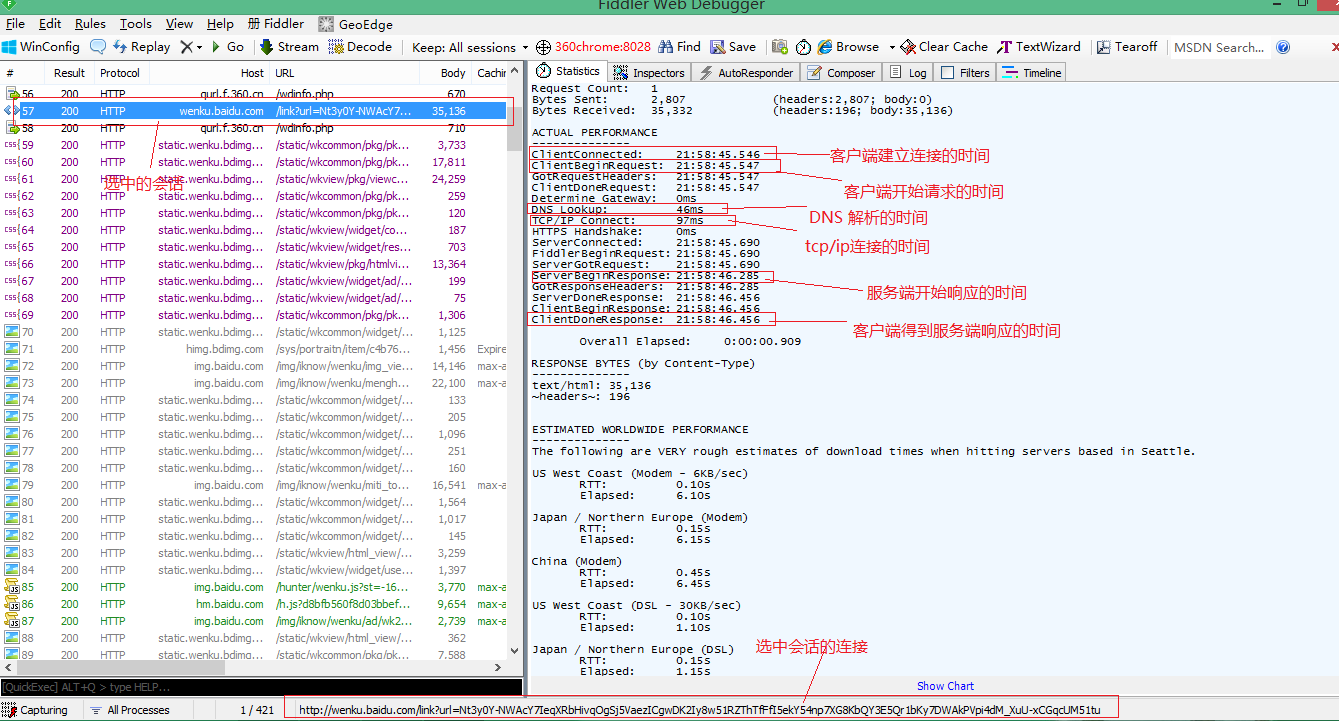 Fiddler Web Debugger
File Edit Rules Tools View Help 册 Fiddler GeoEdge
WinConfig Replay Go Stream Decode Keep: All sessions 360chrome:8028 Find Save Browse Clear Cache TextWizard Tearoff MSDN Search...
# Result Protocol Host URL Body Cachin
56 200 HTTP qurl.f.360.cn /wdinfo.php 670
57 200 HTTP wenku.baidu.com /link?url=Nt3y0Y-NWAcY7... 35,136
58 200 HTTP qurl.f.360.cn /wdinfo.php 710
59 200 HTTP static.wenku.bdimg... /static/wkcommon/pkg/pk... 3,733
60 200 HTTP static.wenku.bdimg... /static/wkcommon/pkg/pk... 17,811
61 200 HTTP static.wenku.bdimg... /static/wkview/pkg/viewc... 24,259
选中的会话
62 200 HTTP static.wenku.bdimg... /static/wkcommon/pkg/pk... 259
63 200 HTTP static.wenku.bdimg... /static/wkcommon/pkg/pk... 120
64 200 HTTP static.wenku.bdimg... /static/wkview/widget/co... 187
65 200 HTTP static.wenku.bdimg... /static/wkview/widget/res... 703
66 200 HTTP static.wenku.bdimg... /static/wkview/pkg/htmlvi... 13,364
67 200 HTTP static.wenku.bdimg... /static/wkview/widget/ad/... 199
68 200 HTTP static.wenku.bdimg... /static/wkview/widget/ad/... 75
69 200 HTTP static.wenku.bdimg... /static/wkcommon/pkg/pk... 1,306
70 200 HTTP static.wenku.bdimg... /static/wkcommon/widget/... 1,125
71 200 HTTP himg.bdimg.com /sys/portraitn/item/c4b76... 1,456 Expire
72 200 HTTP img.baidu.com /img/iknow/wenku/img_vie... 14,146 max-a
73 200 HTTP img.baidu.com /img/iknow/wenku/mengh... 22,100 max-a
74 200 HTTP static.wenku.bdimg... /static/wkcommon/widget/... 133
75 200 HTTP static.wenku.bdimg... /static/wkcommon/widget/... 205
76 200 HTTP static.wenku.bdimg... /static/wkcommon/widget/... 1,096
77 200 HTTP static.wenku.bdimg... /static/wkcommon/widget/... 251
78 200 HTTP static.wenku.bdimg... /static/wkcommon/widget/... 160
79 200 HTTP img.baidu.com /img/iknow/wenku/miti_to... 16,541 max-a
80 200 HTTP static.wenku.bdimg... /static/wkcommon/widget/... 1,564
81 200 HTTP static.wenku.bdimg... /static/wkcommon/widget/... 1,017
82 200 HTTP static.wenku.bdimg... /static/wkcommon/widget/... 145
83 200 HTTP static.wenku.bdimg... /static/wkview/html_view/... 3,259
84 200 HTTP static.wenku.bdimg... /static/wkview/widget/use... 1,397
85 200 HTTP img.baidu.com /hunter/wenku.js?st=-16... 3,770 max-a
86 200 HTTP hm.baidu.com /h.js?d8bfb560f8d03bbef... 9,654 max-a
87 200 HTTP img.baidu.com /img/iknow/wenku/ad/wk2... 2,739 max-a
88 200 HTTP static.wenku.bdimg... /static/wkview/html_view/... 362
89 200 HTTP static.wenku.bdimg... /static/wkcommon/pkg/pk... 7,588
[QuickExec] ALT+Q > type HELP...
Statistics Inspectors AutoResponder Composer Log Filters Timeline
Request Count: 1
Bytes Sent: 2,807 (headers:2,807; body:0)
Bytes Received: 35,332 (headers:196; body:35,136)
ACTUAL PERFORMANCE
--------------
ClientConnected: 21:58:45.546 客户端建立连接的时间
ClientBeginRequest: 21:58:45.547 客户端开始请求的时间
GotRequestHeaders: 21:58:45.547
ClientDoneRequest: 21:58:45.547
Determine Gateway: 0ms
DNS Lookup: 46ms DNS 解析的时间
TCP/IP Connect: 97ms tcp/ip连接的时间
HTTPS Handshake: 0ms
ServerConnected: 21:58:45.690
FiddlerBeginRequest: 21:58:45.690
ServerGotRequest: 21:58:45.690
ServerBeginResponse: 21:58:46.285 服务端开始响应的时间
GotResponseHeaders: 21:58:46.285
ServerDoneResponse: 21:58:46.456
ClientBeginResponse: 21:58:46.456
ClientDoneResponse: 21:58:46.456 客户端得到服务端响应的时间
Overall Elapsed: 0:00:00.909
RESPONSE BYTES (by Content-Type)
--------------
text/html: 35,136
~headers~: 196
ESTIMATED WORLDWIDE PERFORMANCE
--------------
The following are VERY rough estimates of download times when hitting servers based in Seattle.
US West Coast (Modem - 6KB/sec)
RTT: 0.10s
Elapsed: 6.10s
Japan / Northern Europe (Modem)
RTT: 0.15s
Elapsed: 6.15s
China (Modem)
RTT: 0.45s
Elapsed: 6.45s
US West Coast (DSL - 30KB/sec)
RTT: 0.10s
Elapsed: 1.10s
Japan / Northern Europe (DSL)
选中会话的连接
RTT: 0.15s
Elapsed: 1.15s
Show Chart
Capturing All Processes 1 / 421 http://wenku.baidu.com/link?url=Nt3y0Y-NWAcY7IeqXRbHivqOgSj5VaezICgwDK2Iy8w51RZThTfFfI5ekY54np7XG8KbQY3E5Qr1bKy7DWAkPVpi4dM_XuU-xCGqcUM51tu